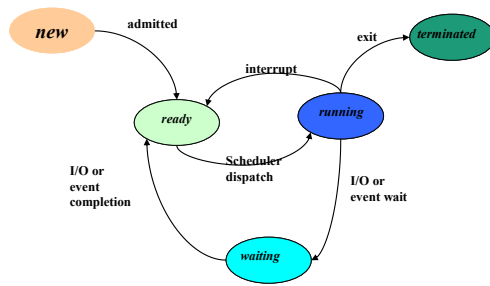 new
admitted
exit
terminated
interrupt
ready
running
Scheduler
dispatch
I/O or
event
completion
I/O or
event wait
waiting